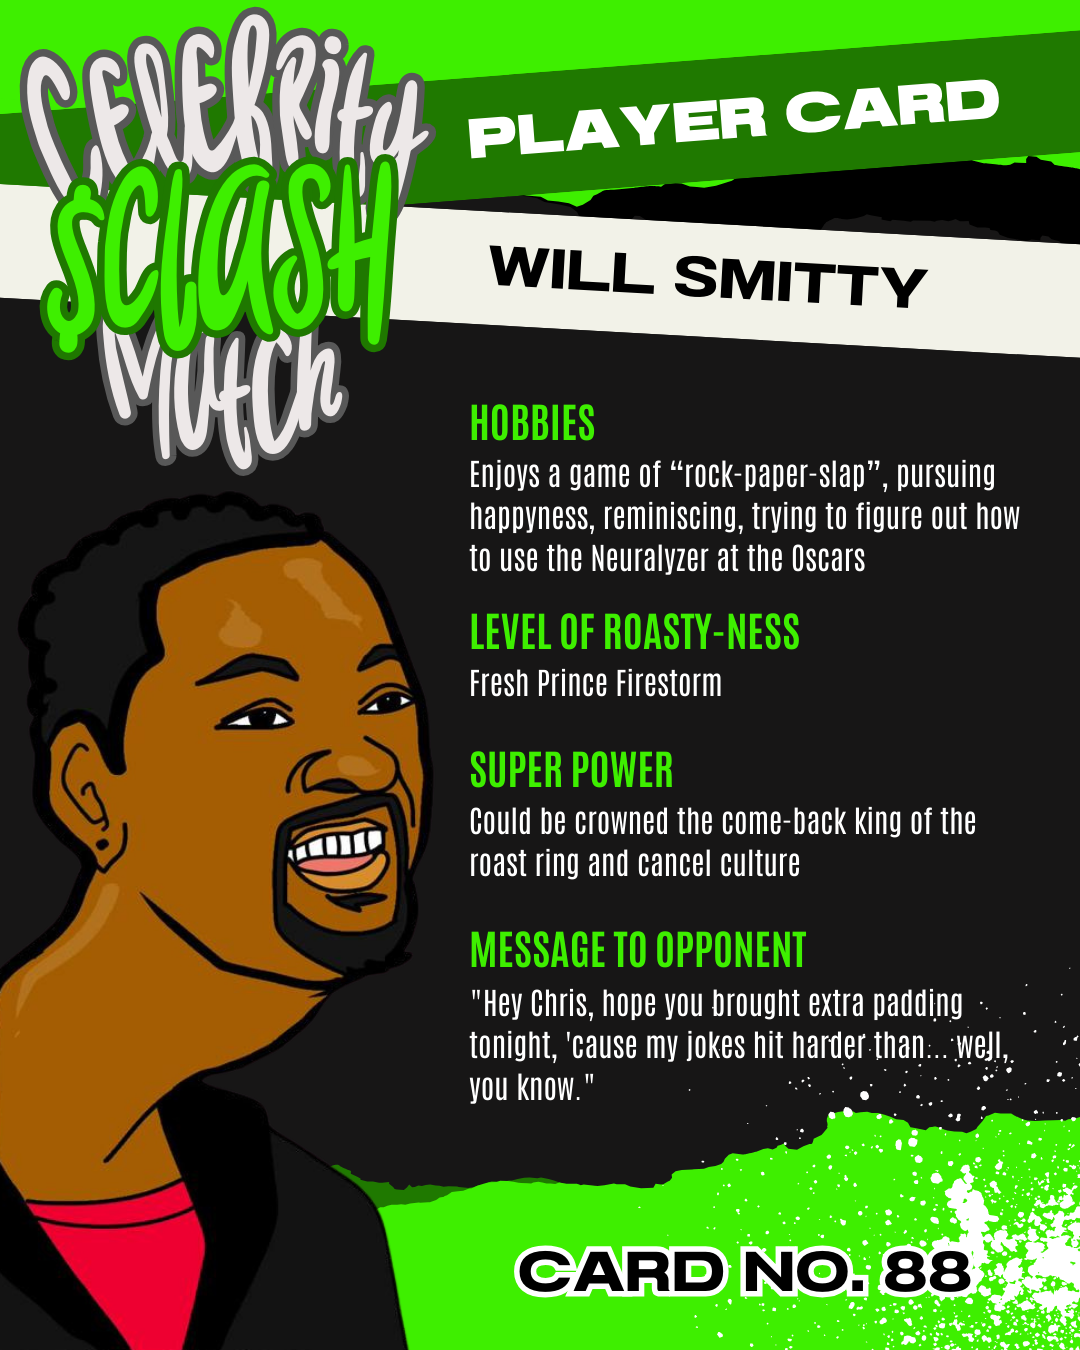 Celebrity
$CLASH
Match
PLAYER CARD
WILL SMITTY
HOBBIES
Enjoys a game of “rock-paper-slap”, pursuing
happyness, reminiscing, trying to figure out how
to use the Neuralyzer at the Oscars
LEVEL OF ROASTY-NESS
Fresh Prince Firestorm
SUPER POWER
Could be crowned the come-back king of the
roast ring and cancel culture
MESSAGE TO OPPONENT
"Hey Chris, hope you brought extra padding
tonight, 'cause my jokes hit harder than... well,
you know."
CARD NO. 88